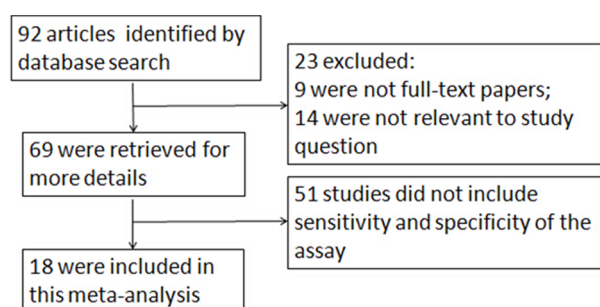 92 articles identified by
database search
23 excluded:
9 were not full-text papers;
14 were not relevant to study
question
69 were retrieved for
more details
51 studies did not include
sensitivity and specificity of the
assay
18 were included in
this meta-analysis